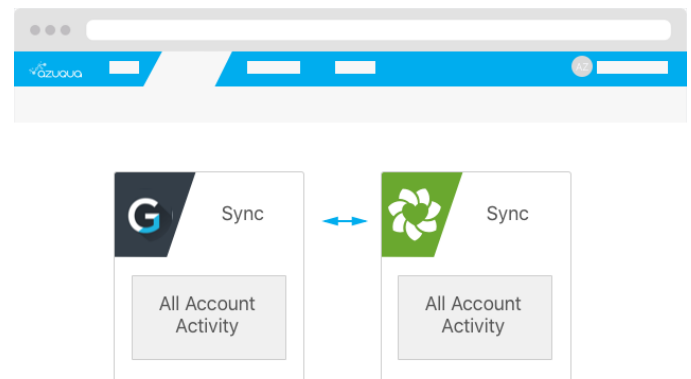 azuqua
AZ
Sync
Sync
All Account
Activity
All Account
Activity